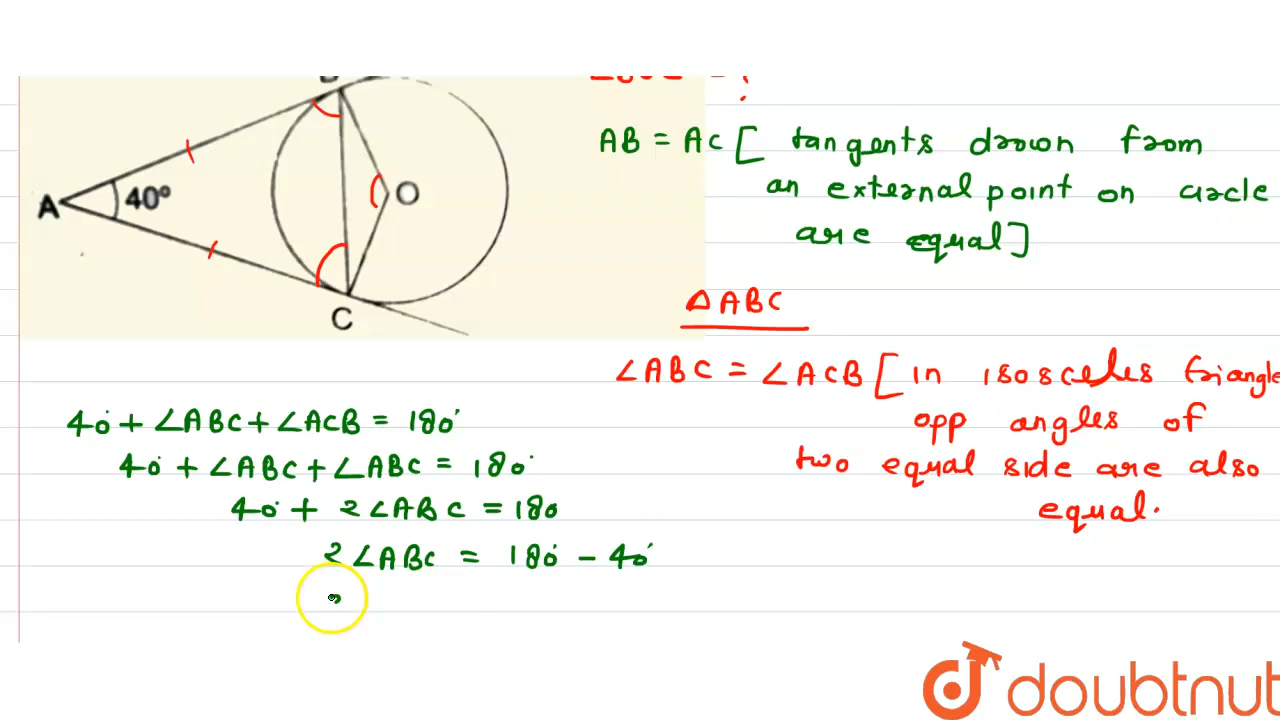 AB = AC [ tangents drawn from
an external point on circle
are equal]
A
40°
O
C
△ABC
∠ABC = ∠ACB [ in isosceles triangle
opp angles of
two equal side are also
equal.
40° + ∠ABC + ∠ACB = 180°
40° + ∠ABC + ∠ABC = 180°
40° + 2∠ABC = 180
2∠ABC = 180° - 40°
doubtnut